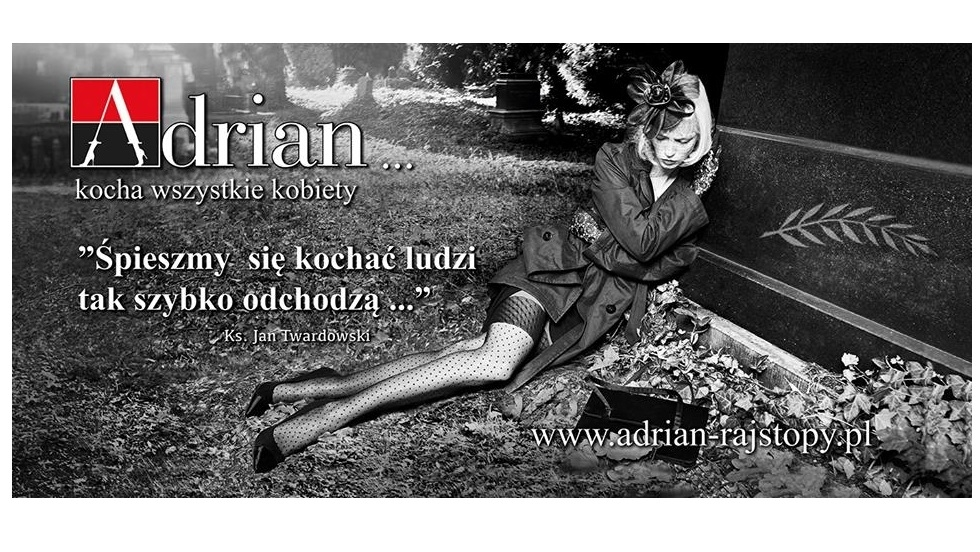 Adrian ...
kocha wszystkie kobiety
”Śpieszmy się kochać ludzi
tak szybko odchodzą ...”
Ks. Jan Twardowski
www.adrian-rajstopy.pl